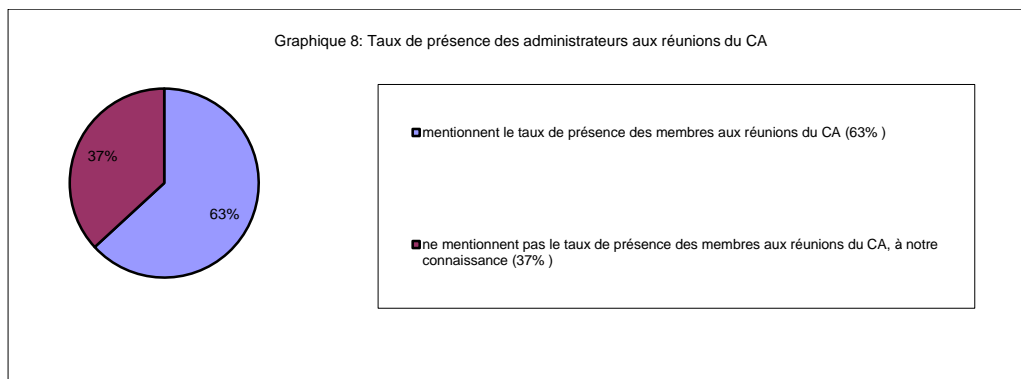 Graphique 8: Taux de présence des administrateurs aux réunions du CA
37%
63%
mentionnent le taux de présence des membres aux réunions du CA (63% )
ne mentionnent pas le taux de présence des membres aux réunions du CA, à notre
connaissance (37% )